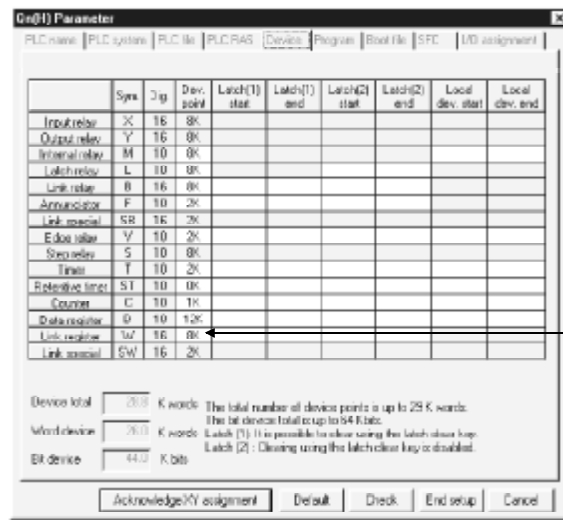 Qn(H) Parameter
PLC name PLC system PLC file PLC RAS Device Program Boot file SFC I/O assignment
Sym. Dig. Dev. point Latch(1) start Latch(1) end Latch(2) start Latch(2) end Local dev. start Local dev. end
Input relay X 16 8K
Output relay Y 16 8K
Internal relay M 10 8K
Latch relay L 10 8K
Link relay B 16 8K
Annunciator F 10 2K
Link special SB 16 2K
Edge relay V 10 2K
Step relay S 10 8K
Timer T 10 2K
Retentive timer ST 10 0K
Counter C 10 1K
Data register D 10 12K
Link register W 16 8K
Link special SW 16 2K
Device total 28.8 K words
The total number of device points is up to 29 K words.
The bit device total is up to 64 K bits.
Word device 26.0 K words
Latch (1) : It is possible to clear using the latch clear key.
Latch (2) : Clearing using the latch clear key is disabled.
Bit device 44.0 K bits
Acknowledge XY assignment Default Check End setup Cancel